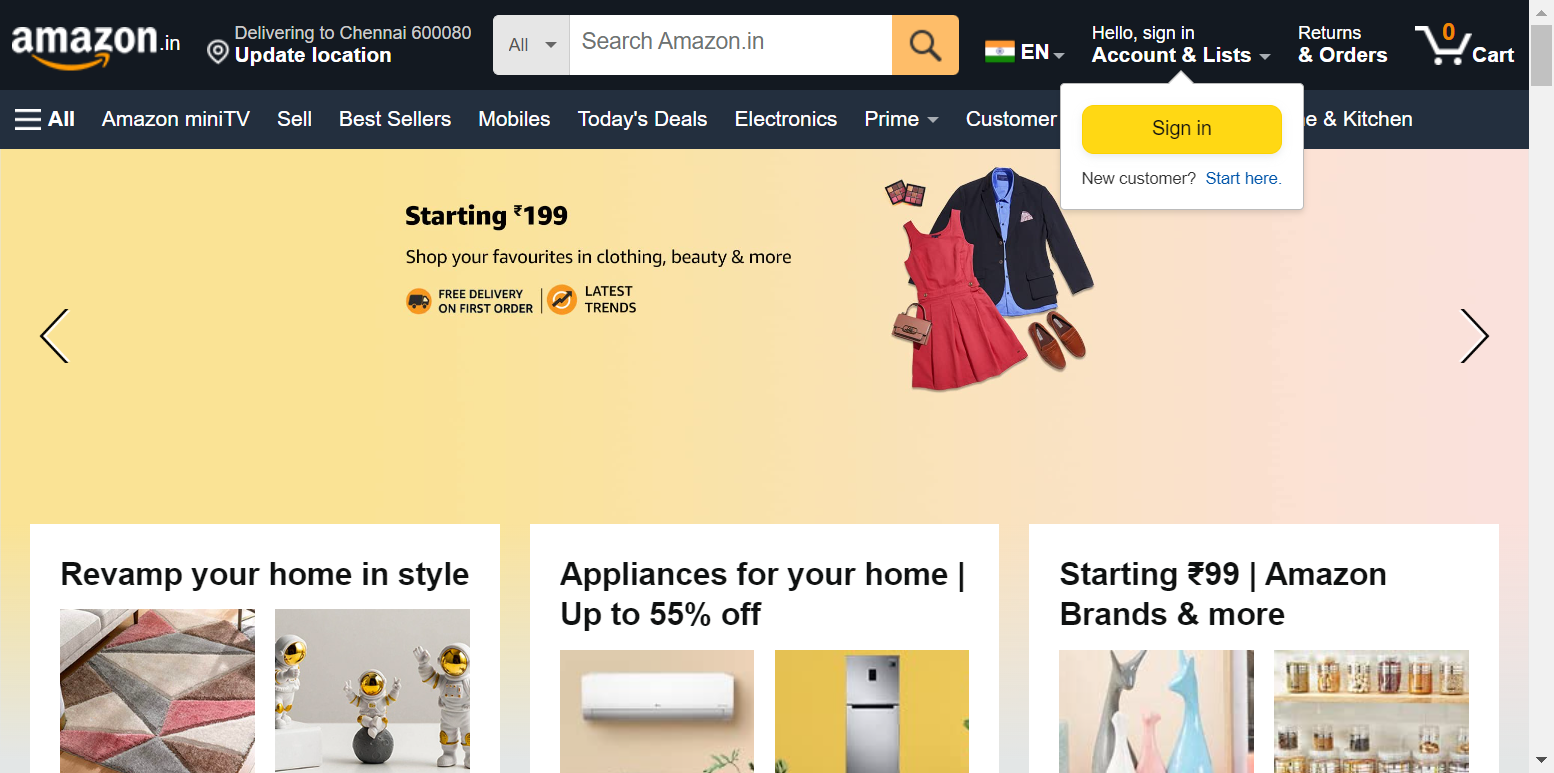 amazon.in
Delivering to Chennai 600080
Update location
All
Search Amazon.in
EN
Hello, sign in
Account & Lists
Returns
& Orders
0
Cart
All
Amazon miniTV
Sell
Best Sellers
Mobiles
Today's Deals
Electronics
Prime
Customer
e & Kitchen
Sign in
New customer? Start here.
Starting ₹199
Shop your favourites in clothing, beauty & more
FREE DELIVERY
ON FIRST ORDER
LATEST
TRENDS
Revamp your home in style
Appliances for your home |
Up to 55% off
Starting ₹99 | Amazon
Brands & more